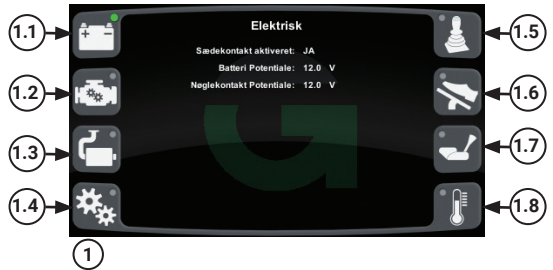 Elektrisk
Sædekontakt aktiveret: JA
Batteri Potentiale: 12.0 V
Nøglekontakt Potentiale: 12.0 V
1.1
1.2
1.3
1.4
1.5
1.6
1.7
1.8
1